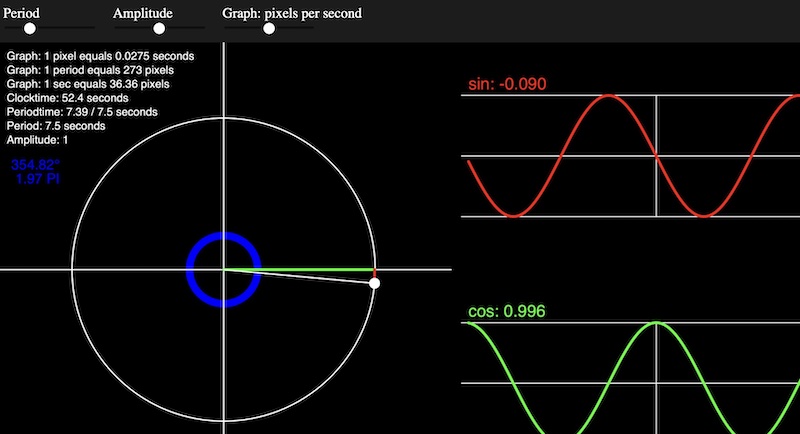 Period
Amplitude
Graph: pixels per second
Graph: 1 pixel equals 0.0275 seconds
Graph: 1 period equals 273 pixels
Graph: 1 sec equals 36.36 pixels
Clocktime: 52.4 seconds
Periodtime: 7.39 / 7.5 seconds
Period: 7.5 seconds
Amplitude: 1
354.82°
1.97 PI
sin: -0.090
cos: 0.996